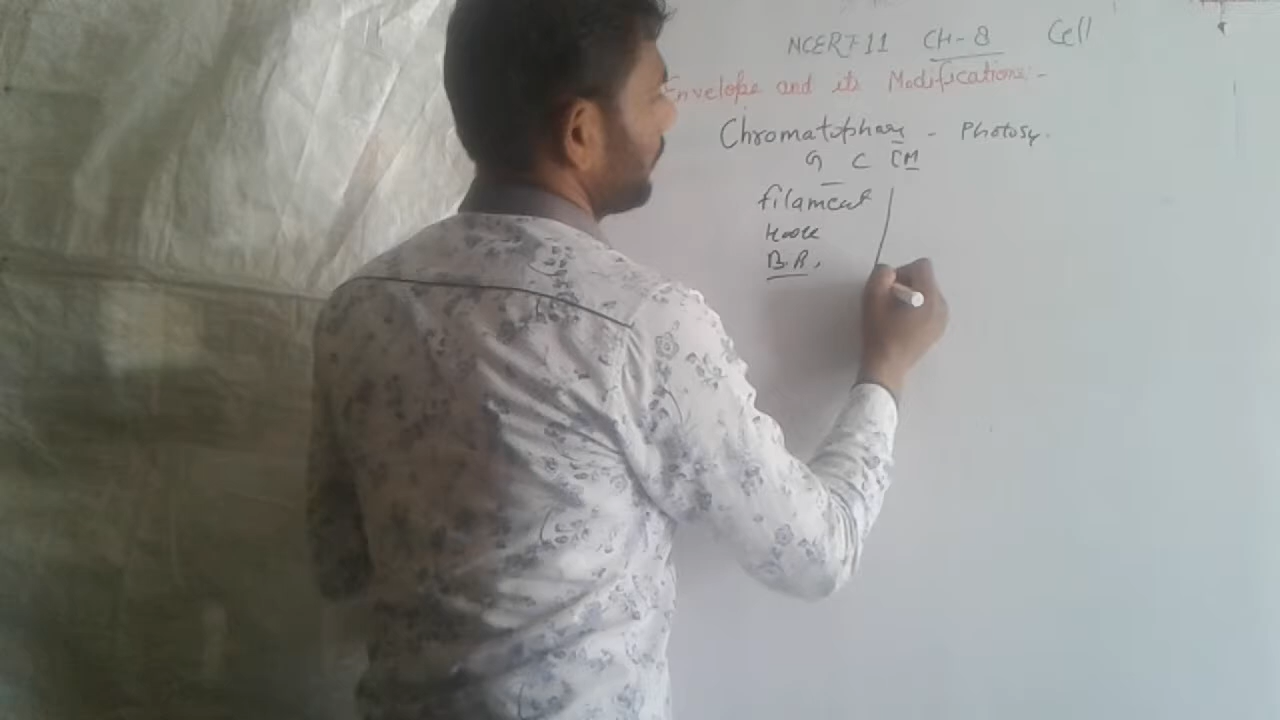 NCERT 11 CH-8 Cell
Envelope and its Modifications:-
Chromatophores - Photosy.
G C CM
filament
Hook
B.R.